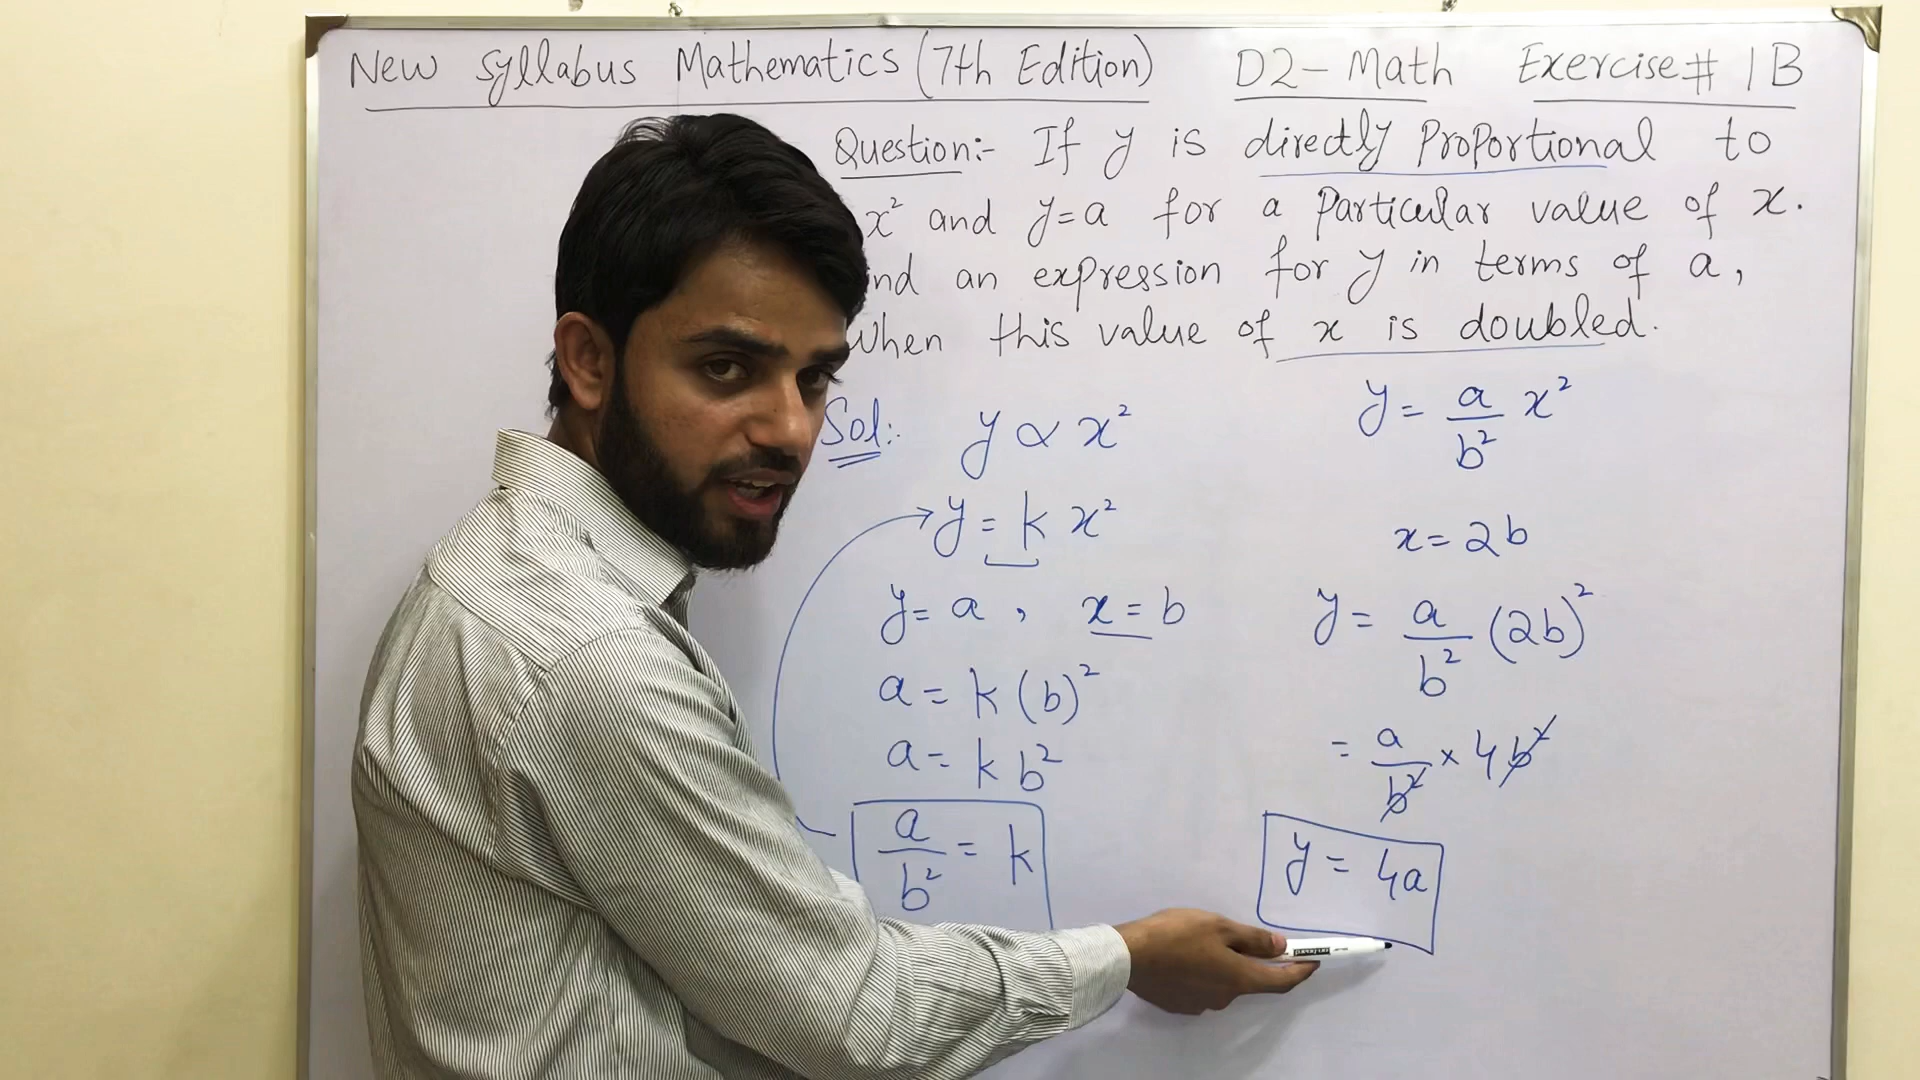 New Syllabus Mathematics (7th Edition) D2-Math Exercise # 1B
Question:- If y is directly Proportional to
x² and y=a for a Particular value of x.
ind an expression for y in terms of a,
When this value of x is doubled.
Sol:-
y ∝ x²
y = k x²
y = a , x = b
a = k (b)²
a = k b²
a/b² = k
y = a/b² x²
x = 2b
y = a/b² (2b)²
= a/b² × 4b²
y = 4a